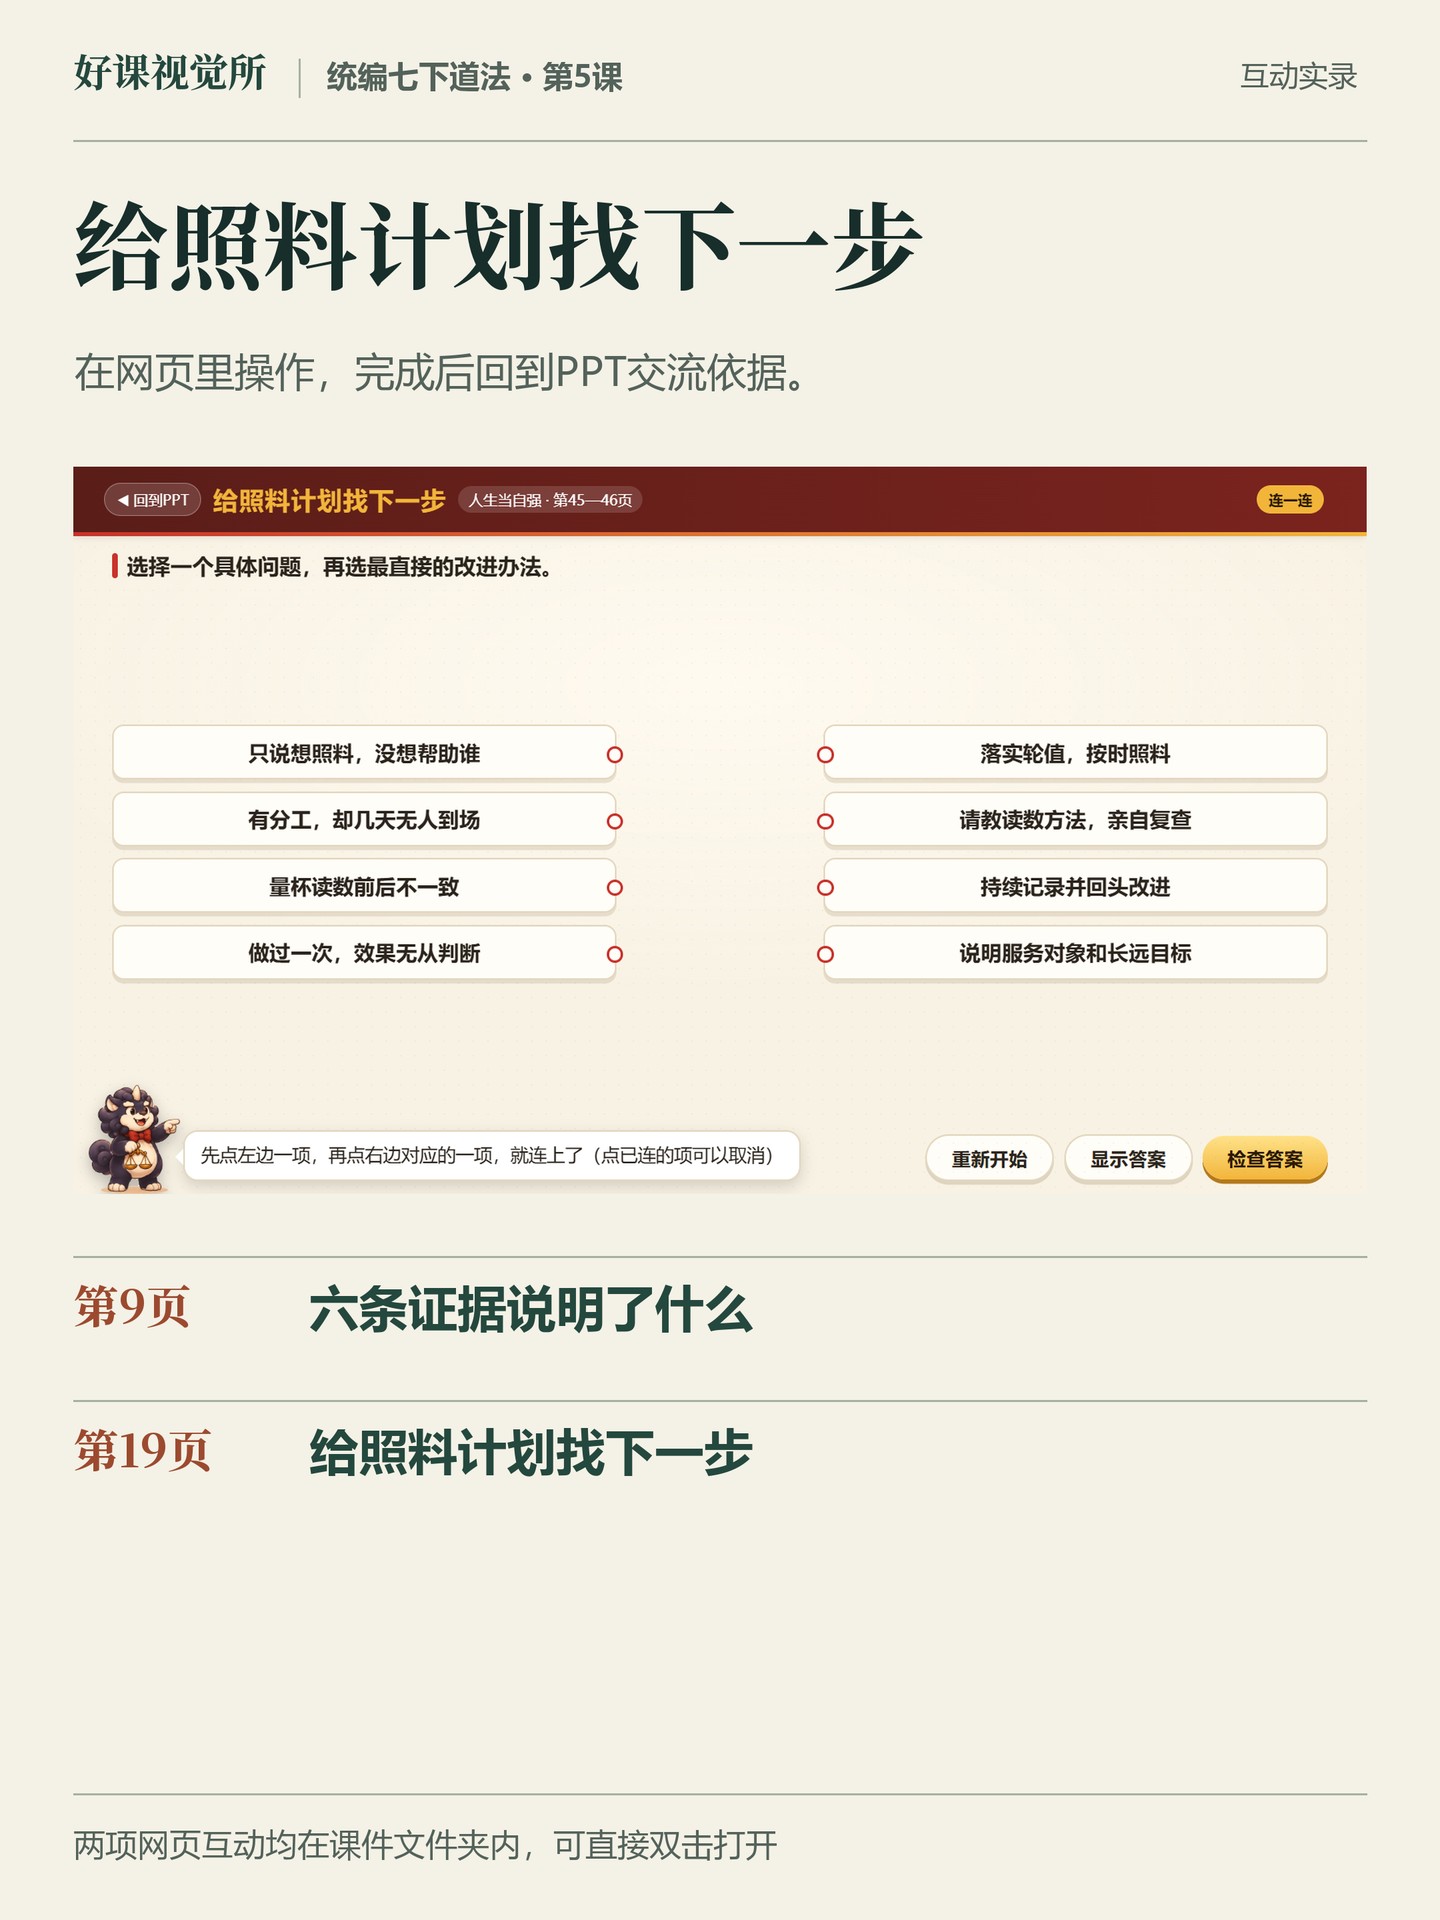 好课视觉所 统编七下道法·第5课 互动实录
给照料计划找下一步
在网页里操作，完成后回到PPT交流依据。
◀回到PPT 给照料计划找下一步 人生当自强·第45—46页 连一连
选择一个具体问题，再选最直接的改进办法。
只说想照料，没想帮助谁 落实轮值，按时照料
有分工，却几天无人到场 请教读数方法，亲自复查
量杯读数前后不一致 持续记录并回头改进
做过一次，效果无从判断 说明服务对象和长远目标
先点左边一项，再点右边对应的一项，就连上了（点已连的项可以取消） 重新开始 显示答案 检查答案
第9页 六条证据说明了什么
第19页 给照料计划找下一步
两项网页互动均在课件文件夹内，可直接双击打开